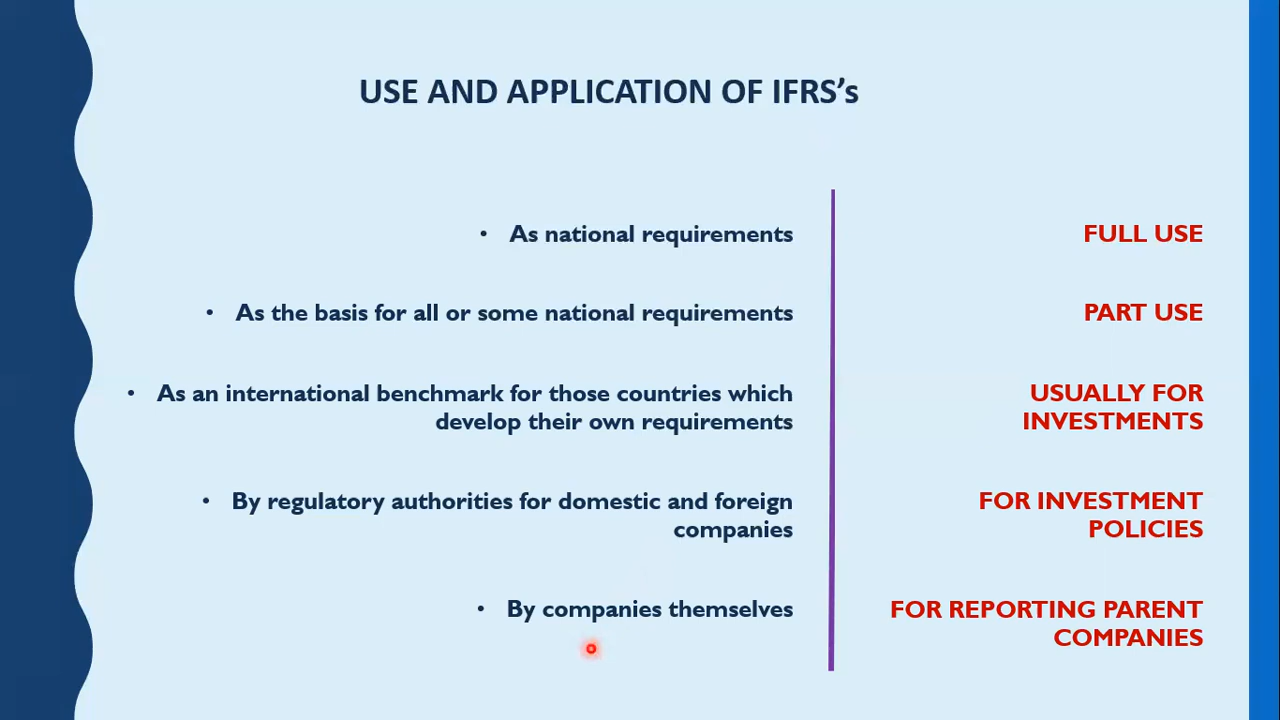 USE AND APPLICATION OF IFRS’s
• As national requirements
FULL USE
• As the basis for all or some national requirements
PART USE
• As an international benchmark for those countries which
develop their own requirements
USUALLY FOR
INVESTMENTS
• By regulatory authorities for domestic and foreign
companies
FOR INVESTMENT
POLICIES
• By companies themselves
FOR REPORTING PARENT
COMPANIES